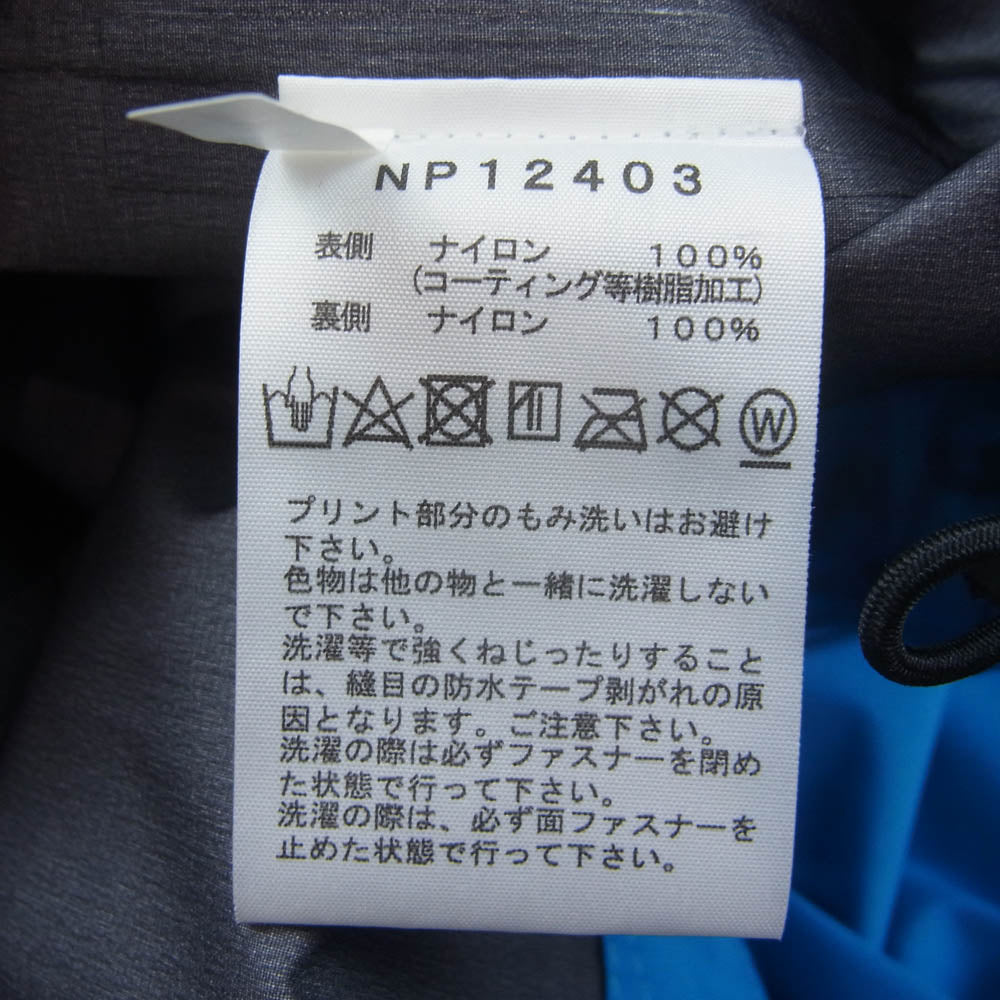 NP12403
表側 ナイロン 100%
(コーティング等樹脂加工)
裏側 ナイロン 100%
W
プリント部分のもみ洗いはお避け
下さい。
色物は他の物と一緒に洗濯しない
で下さい。
洗濯等で強くねじったりすること
は、縫目の防水テープ剥がれの原
因となります。ご注意下さい。
洗濯の際は必ずファスナーを閉め
た状態で行って下さい。
洗濯の際は、必ず面ファスナーを
止めた状態で行って下さい。